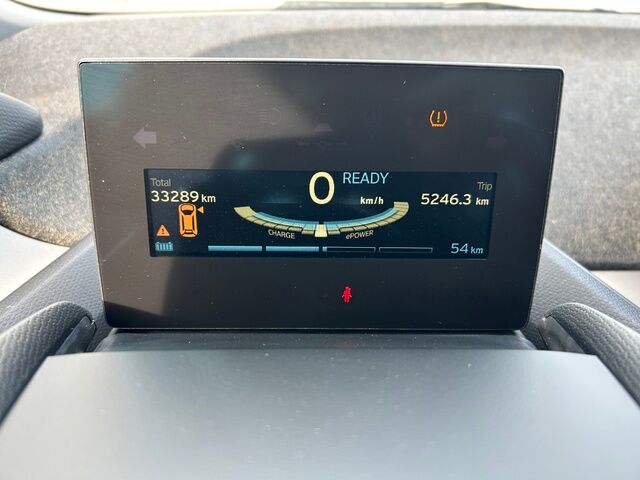 READY
Total
33289 km
0 km/h
Trip
5246.3 km
CHARGE
ePOWER
54 km